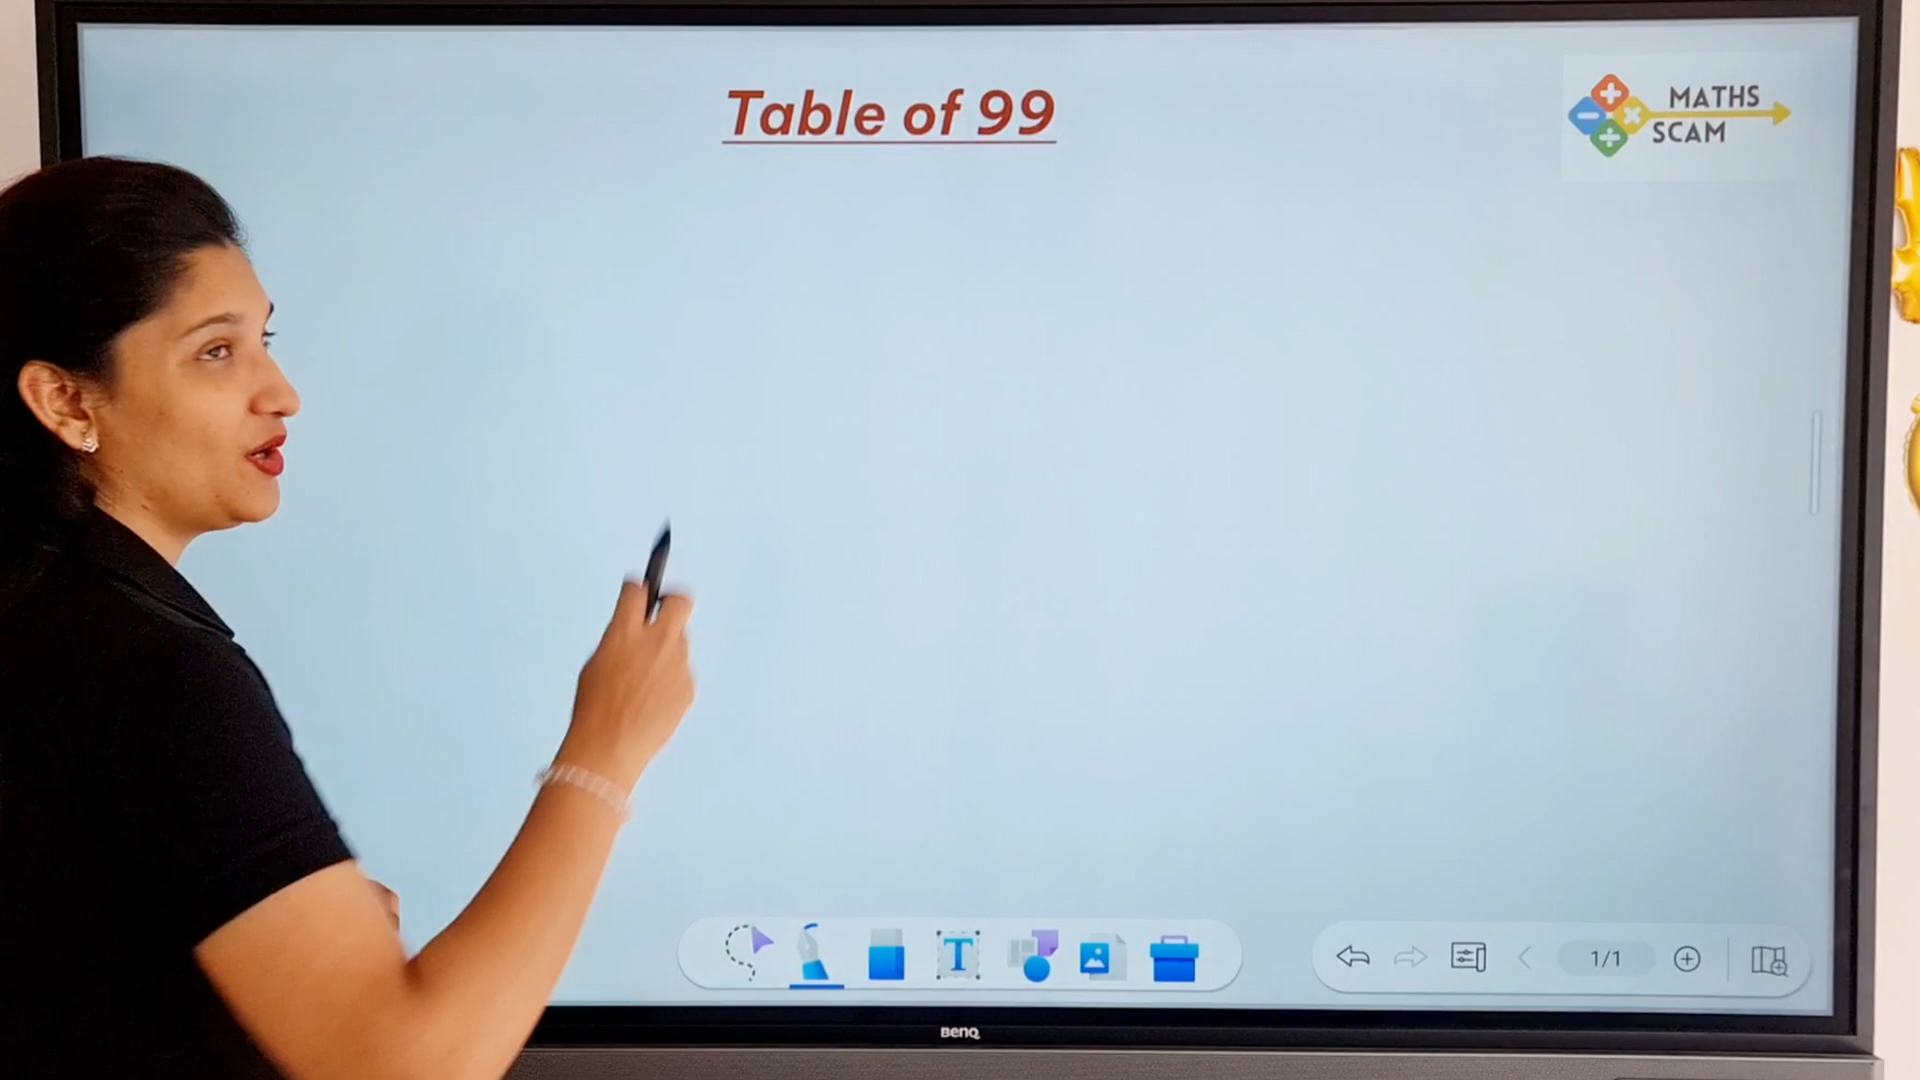 Table of 99
MATHS
SCAM
T
1/1
BenQ